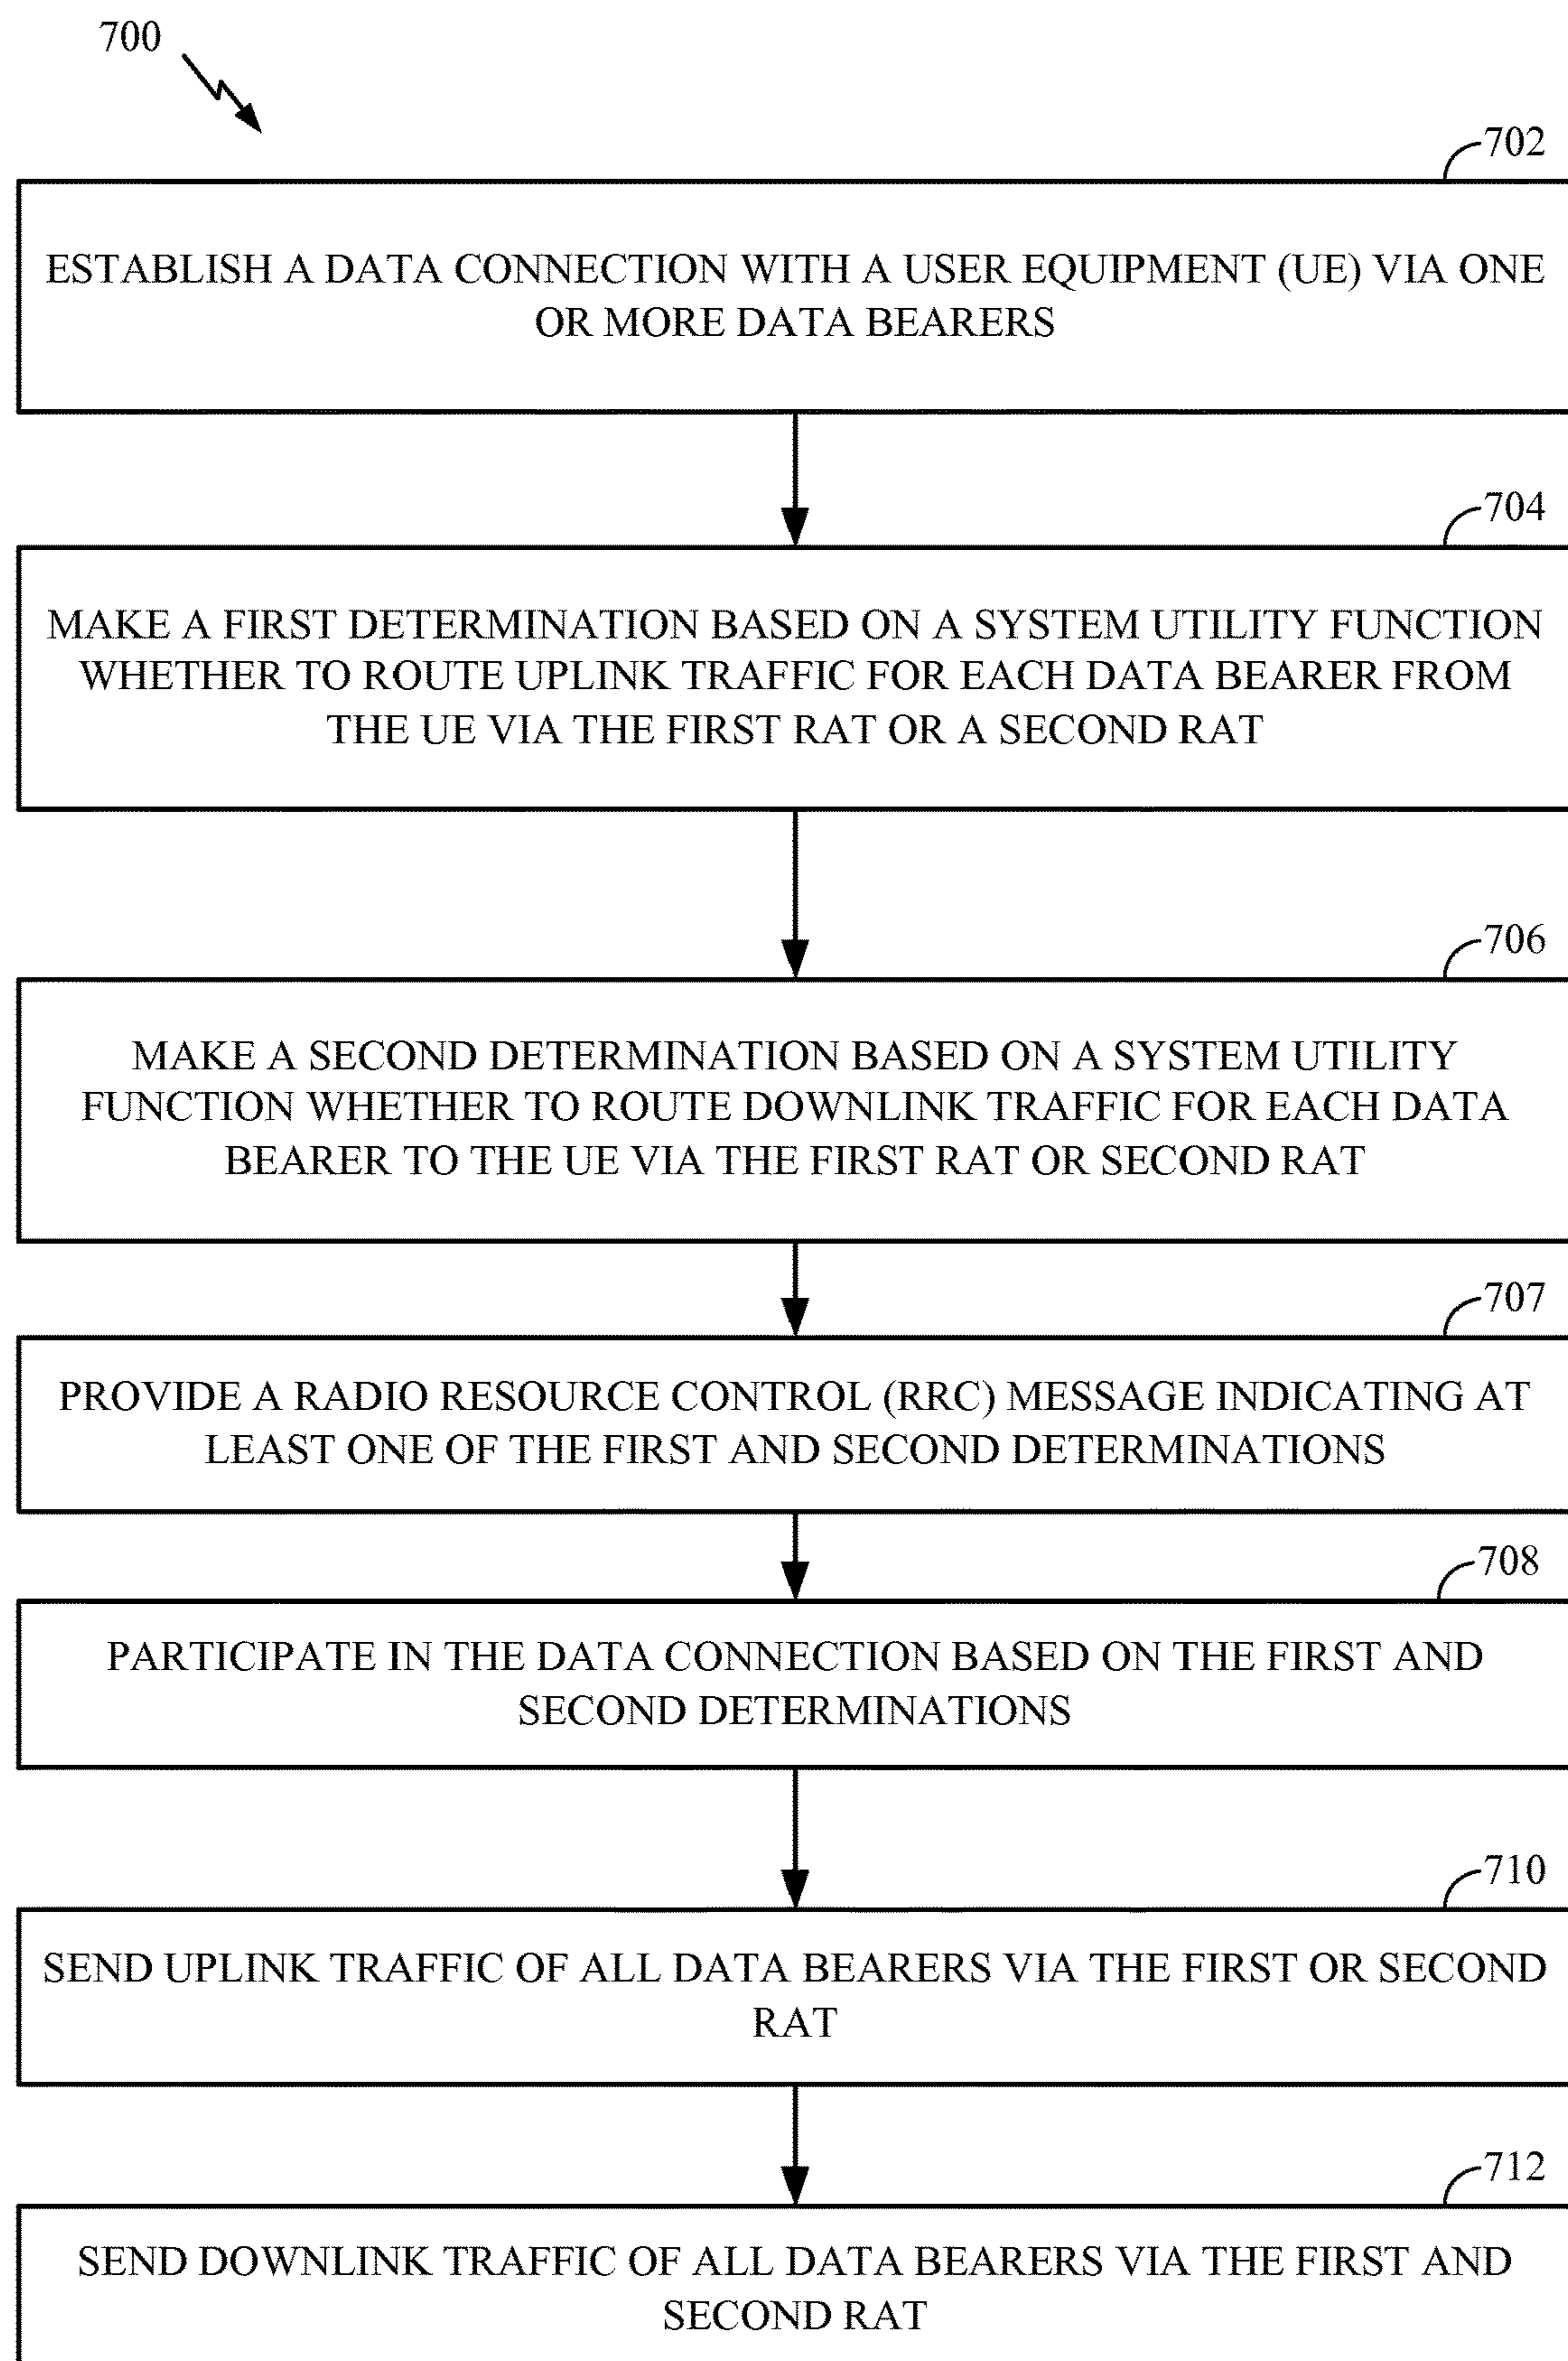 700
702
ESTABLISH A DATA CONNECTION WITH A USER EQUIPMENT (UE) VIA ONE
OR MORE DATA BEARERS
704
MAKE A FIRST DETERMINATION BASED ON A SYSTEM UTILITY FUNCTION
WHETHER TO ROUTE UPLINK TRAFFIC FOR EACH DATA BEARER FROM
THE UE VIA THE FIRST RAT OR A SECOND RAT
706
MAKE A SECOND DETERMINATION BASED ON A SYSTEM UTILITY
FUNCTION WHETHER TO ROUTE DOWNLINK TRAFFIC FOR EACH DATA
BEARER TO THE UE VIA THE FIRST RAT OR SECOND RAT
707
PROVIDE A RADIO RESOURCE CONTROL (RRC) MESSAGE INDICATING AT
LEAST ONE OF THE FIRST AND SECOND DETERMINATIONS
708
PARTICIPATE IN THE DATA CONNECTION BASED ON THE FIRST AND
SECOND DETERMINATIONS
710
SEND UPLINK TRAFFIC OF ALL DATA BEARERS VIA THE FIRST OR SECOND
RAT
712
SEND DOWNLINK TRAFFIC OF ALL DATA BEARERS VIA THE FIRST AND
SECOND RAT